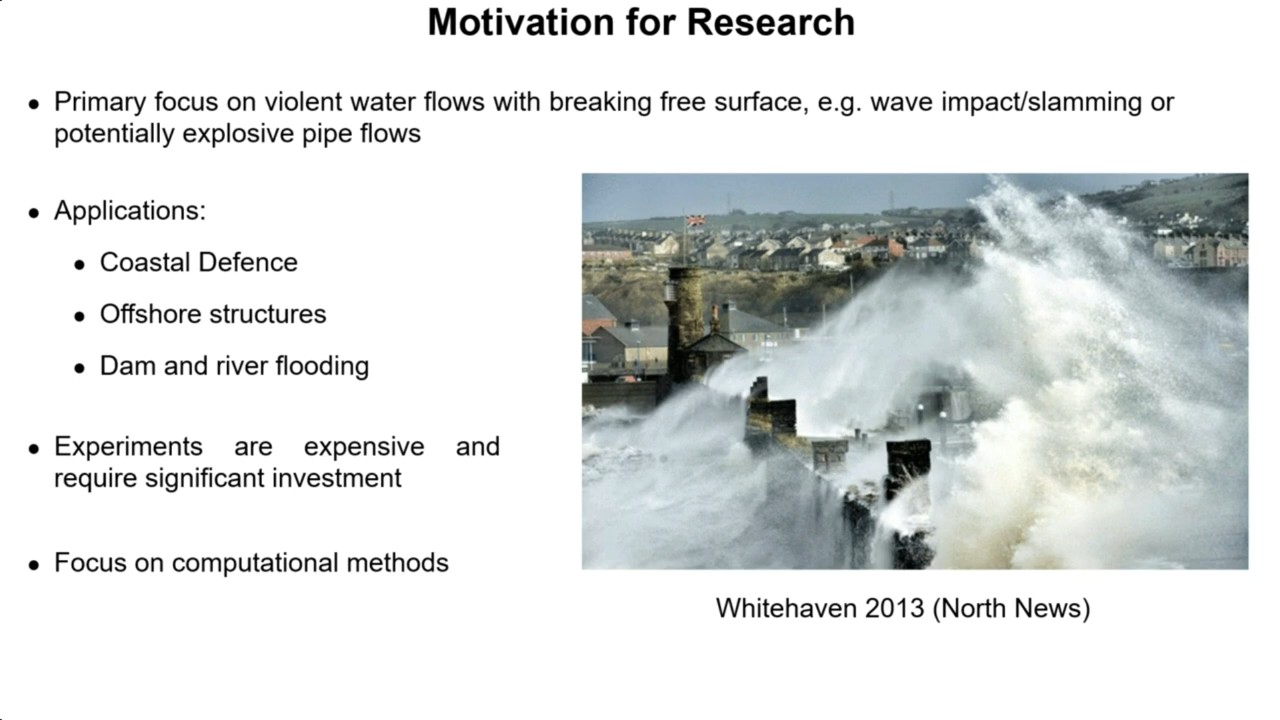 Motivation for Research
• Primary focus on violent water flows with breaking free surface, e.g. wave impact/slamming or
potentially explosive pipe flows
• Applications:
• Coastal Defence
• Offshore structures
• Dam and river flooding
• Experiments are expensive and
require significant investment
• Focus on computational methods
Whitehaven 2013 (North News)